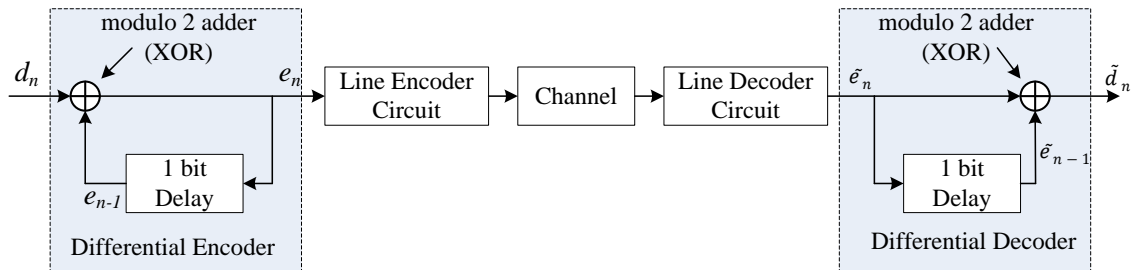 modulo 2 adder
(XOR)
d_n
e_n
e_{n-1}
1 bit
Delay
Differential Encoder
Line Encoder
Circuit
Channel
Line Decoder
Circuit
modulo 2 adder
(XOR)
ẽ_n
d̃_n
ẽ_{n – 1}
1 bit
Delay
Differential Decoder